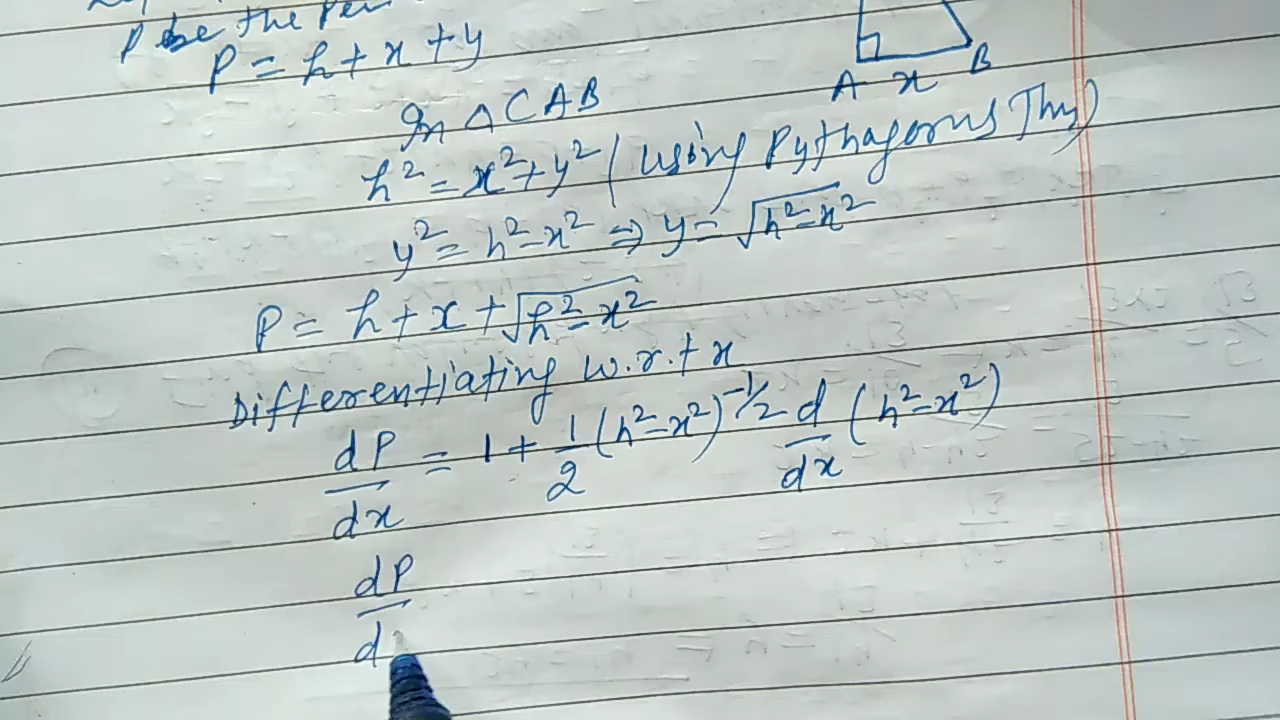 P be the Per
P = h + x + y
A x B
In △ CAB
h² = x² + y² ( using Pythagorus Thm)
y² = h² - x² ⇒ y = √h² - x²
P = h + x + √h² - x²
Differentiating w.r.t x
dP/dx = 1 + 1/2 (h² - x²)^-1/2 d/dx (h² - x²)
dP/d